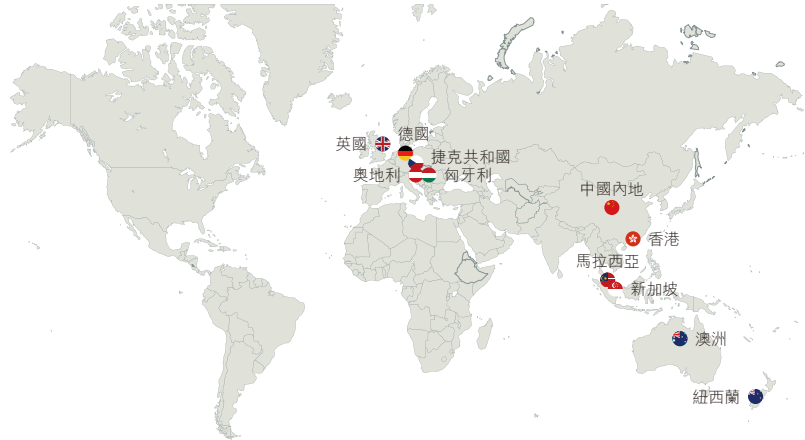 德國
英國
捷克共和國
奧地利
匈牙利
中國內地
香港
馬拉西亞
新加坡
澳洲
紐西蘭